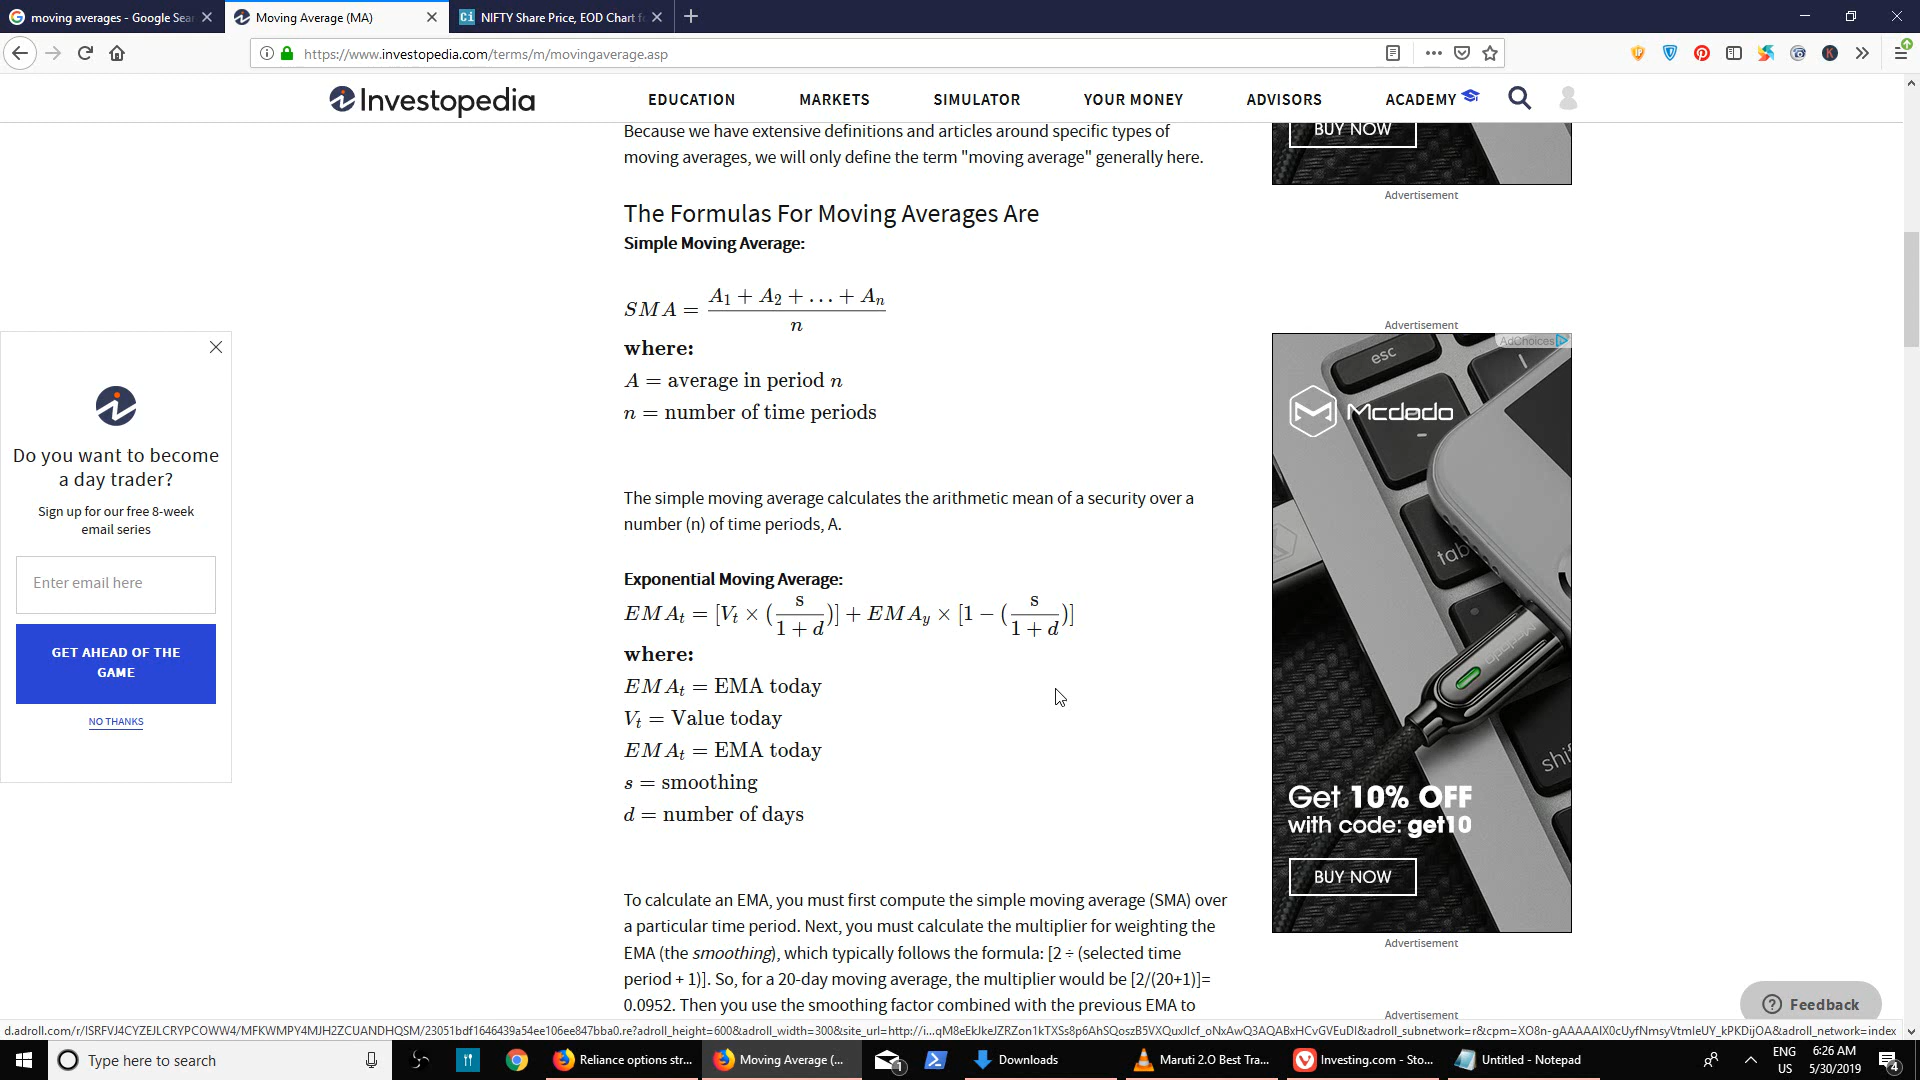 moving averages - Google Sea
Moving Average (MA)
NIFTY Share Price, EOD Chart f
https://www.investopedia.com/terms/m/movingaverage.asp
Investopedia
EDUCATION
MARKETS
SIMULATOR
YOUR MONEY
ADVISORS
ACADEMY
Because we have extensive definitions and articles around specific types of
moving averages, we will only define the term "moving average" generally here.
BUY NOW
Advertisement
The Formulas For Moving Averages Are
Simple Moving Average:
SMA = (A₁ + A₂ + … + Aₙ) / n
where:
A = average in period n
n = number of time periods
The simple moving average calculates the arithmetic mean of a security over a
number (n) of time periods, A.
Exponential Moving Average:
EMAₜ = [Vₜ × (s / 1 + d)] + EMAᵧ × [1 − (s / 1 + d)]
where:
EMAₜ = EMA today
Vₜ = Value today
EMAₜ = EMA today
s = smoothing
d = number of days
To calculate an EMA, you must first compute the simple moving average (SMA) over
a particular time period. Next, you must calculate the multiplier for weighting the
EMA (the smoothing), which typically follows the formula: [2 ÷ (selected time
period + 1)]. So, for a 20-day moving average, the multiplier would be [2/(20+1)]=
0.0952. Then you use the smoothing factor combined with the previous EMA to
Do you want to become
a day trader?
Sign up for our free 8-week
email series
Enter email here
GET AHEAD OF THE
GAME
NO THANKS
Advertisement
AdChoices
esc
Mcdodo
tab
shif
Get 10% OFF
with code: get10
BUY NOW
Advertisement
Advertisement
Feedback
Type here to search
Reliance options str...
Moving Average (...
1
Downloads
Maruti 2.O Best Tra...
Investing.com - Sto...
Untitled - Notepad
ENG
US
6:26 AM
5/30/2019
4